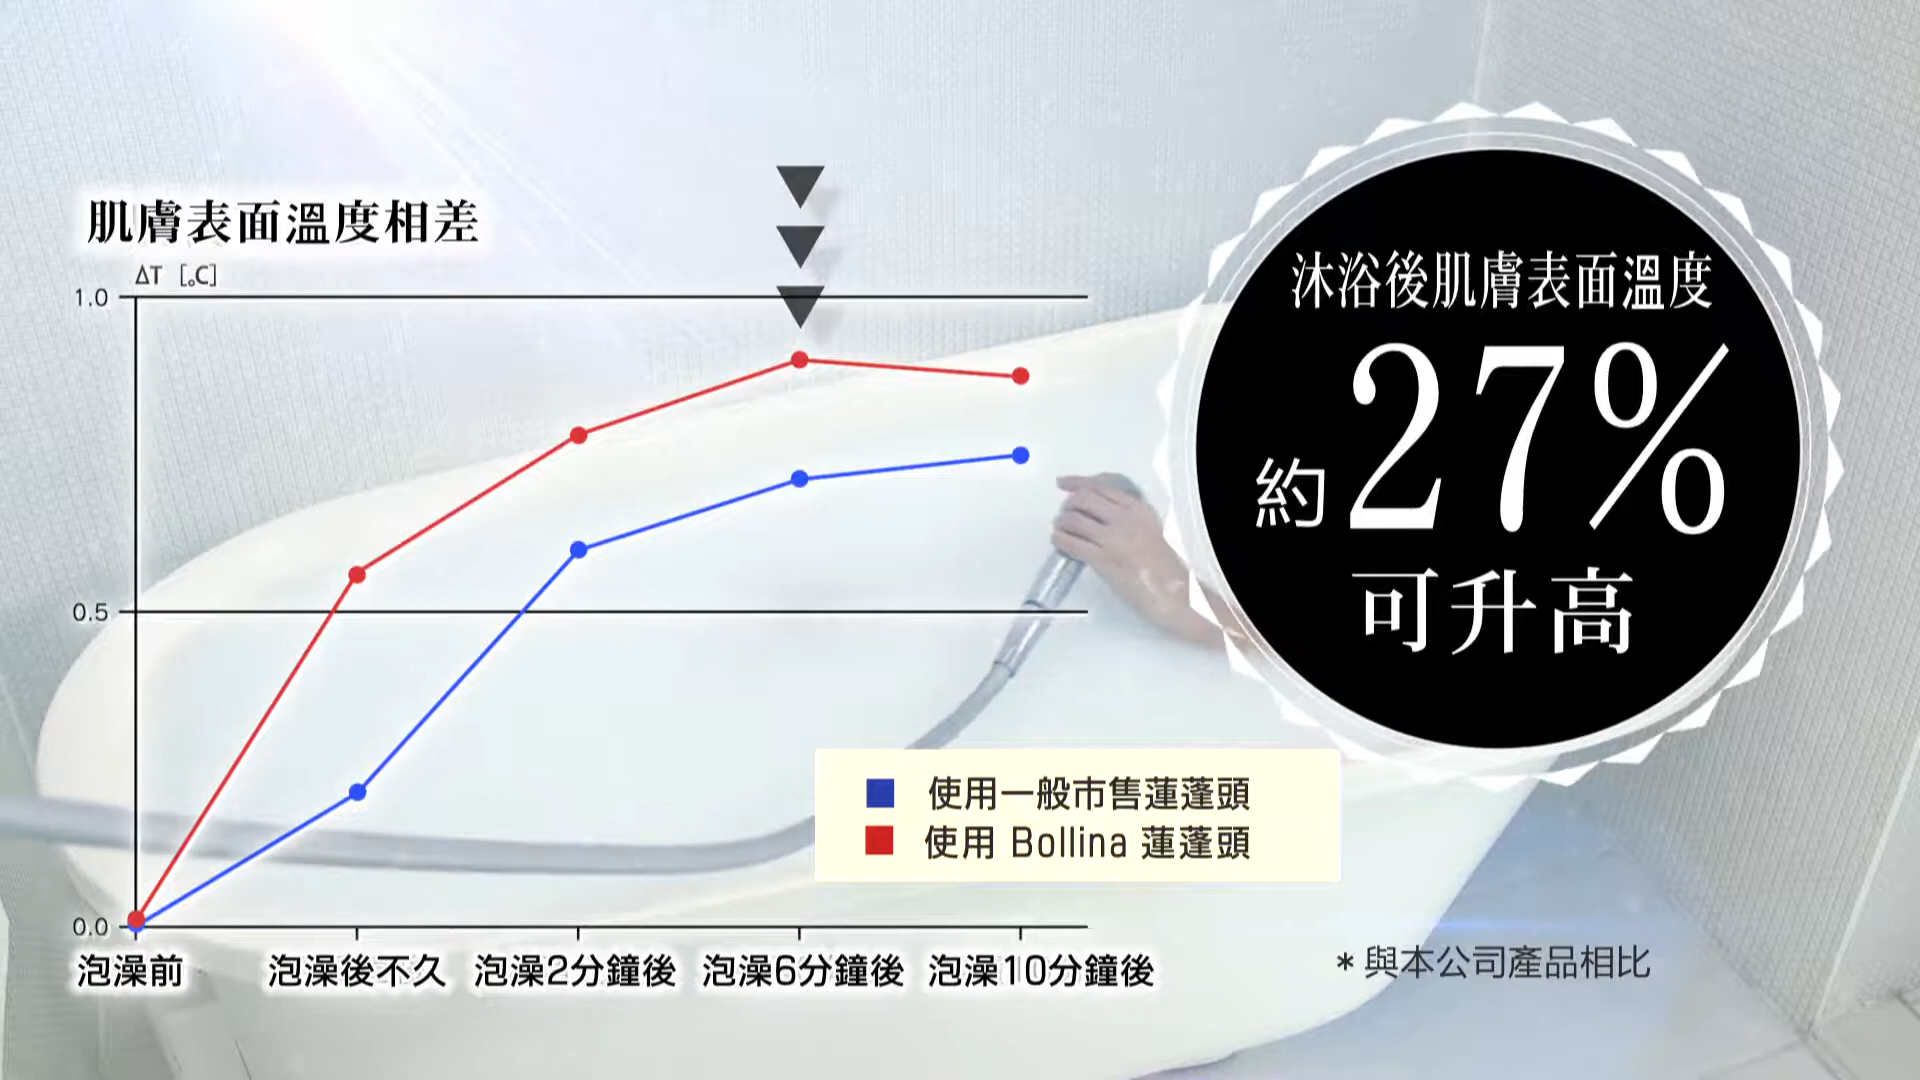 肌膚表面溫度相差
ΔT [。C]
1.0
0.5
0.0
泡澡前
泡澡後不久
泡澡2分鐘後
泡澡6分鐘後
泡澡10分鐘後
沐浴後肌膚表面溫度
約27%
可升高
使用一般市售蓮蓬頭
使用 Bollina 蓮蓬頭
*與本公司產品相比